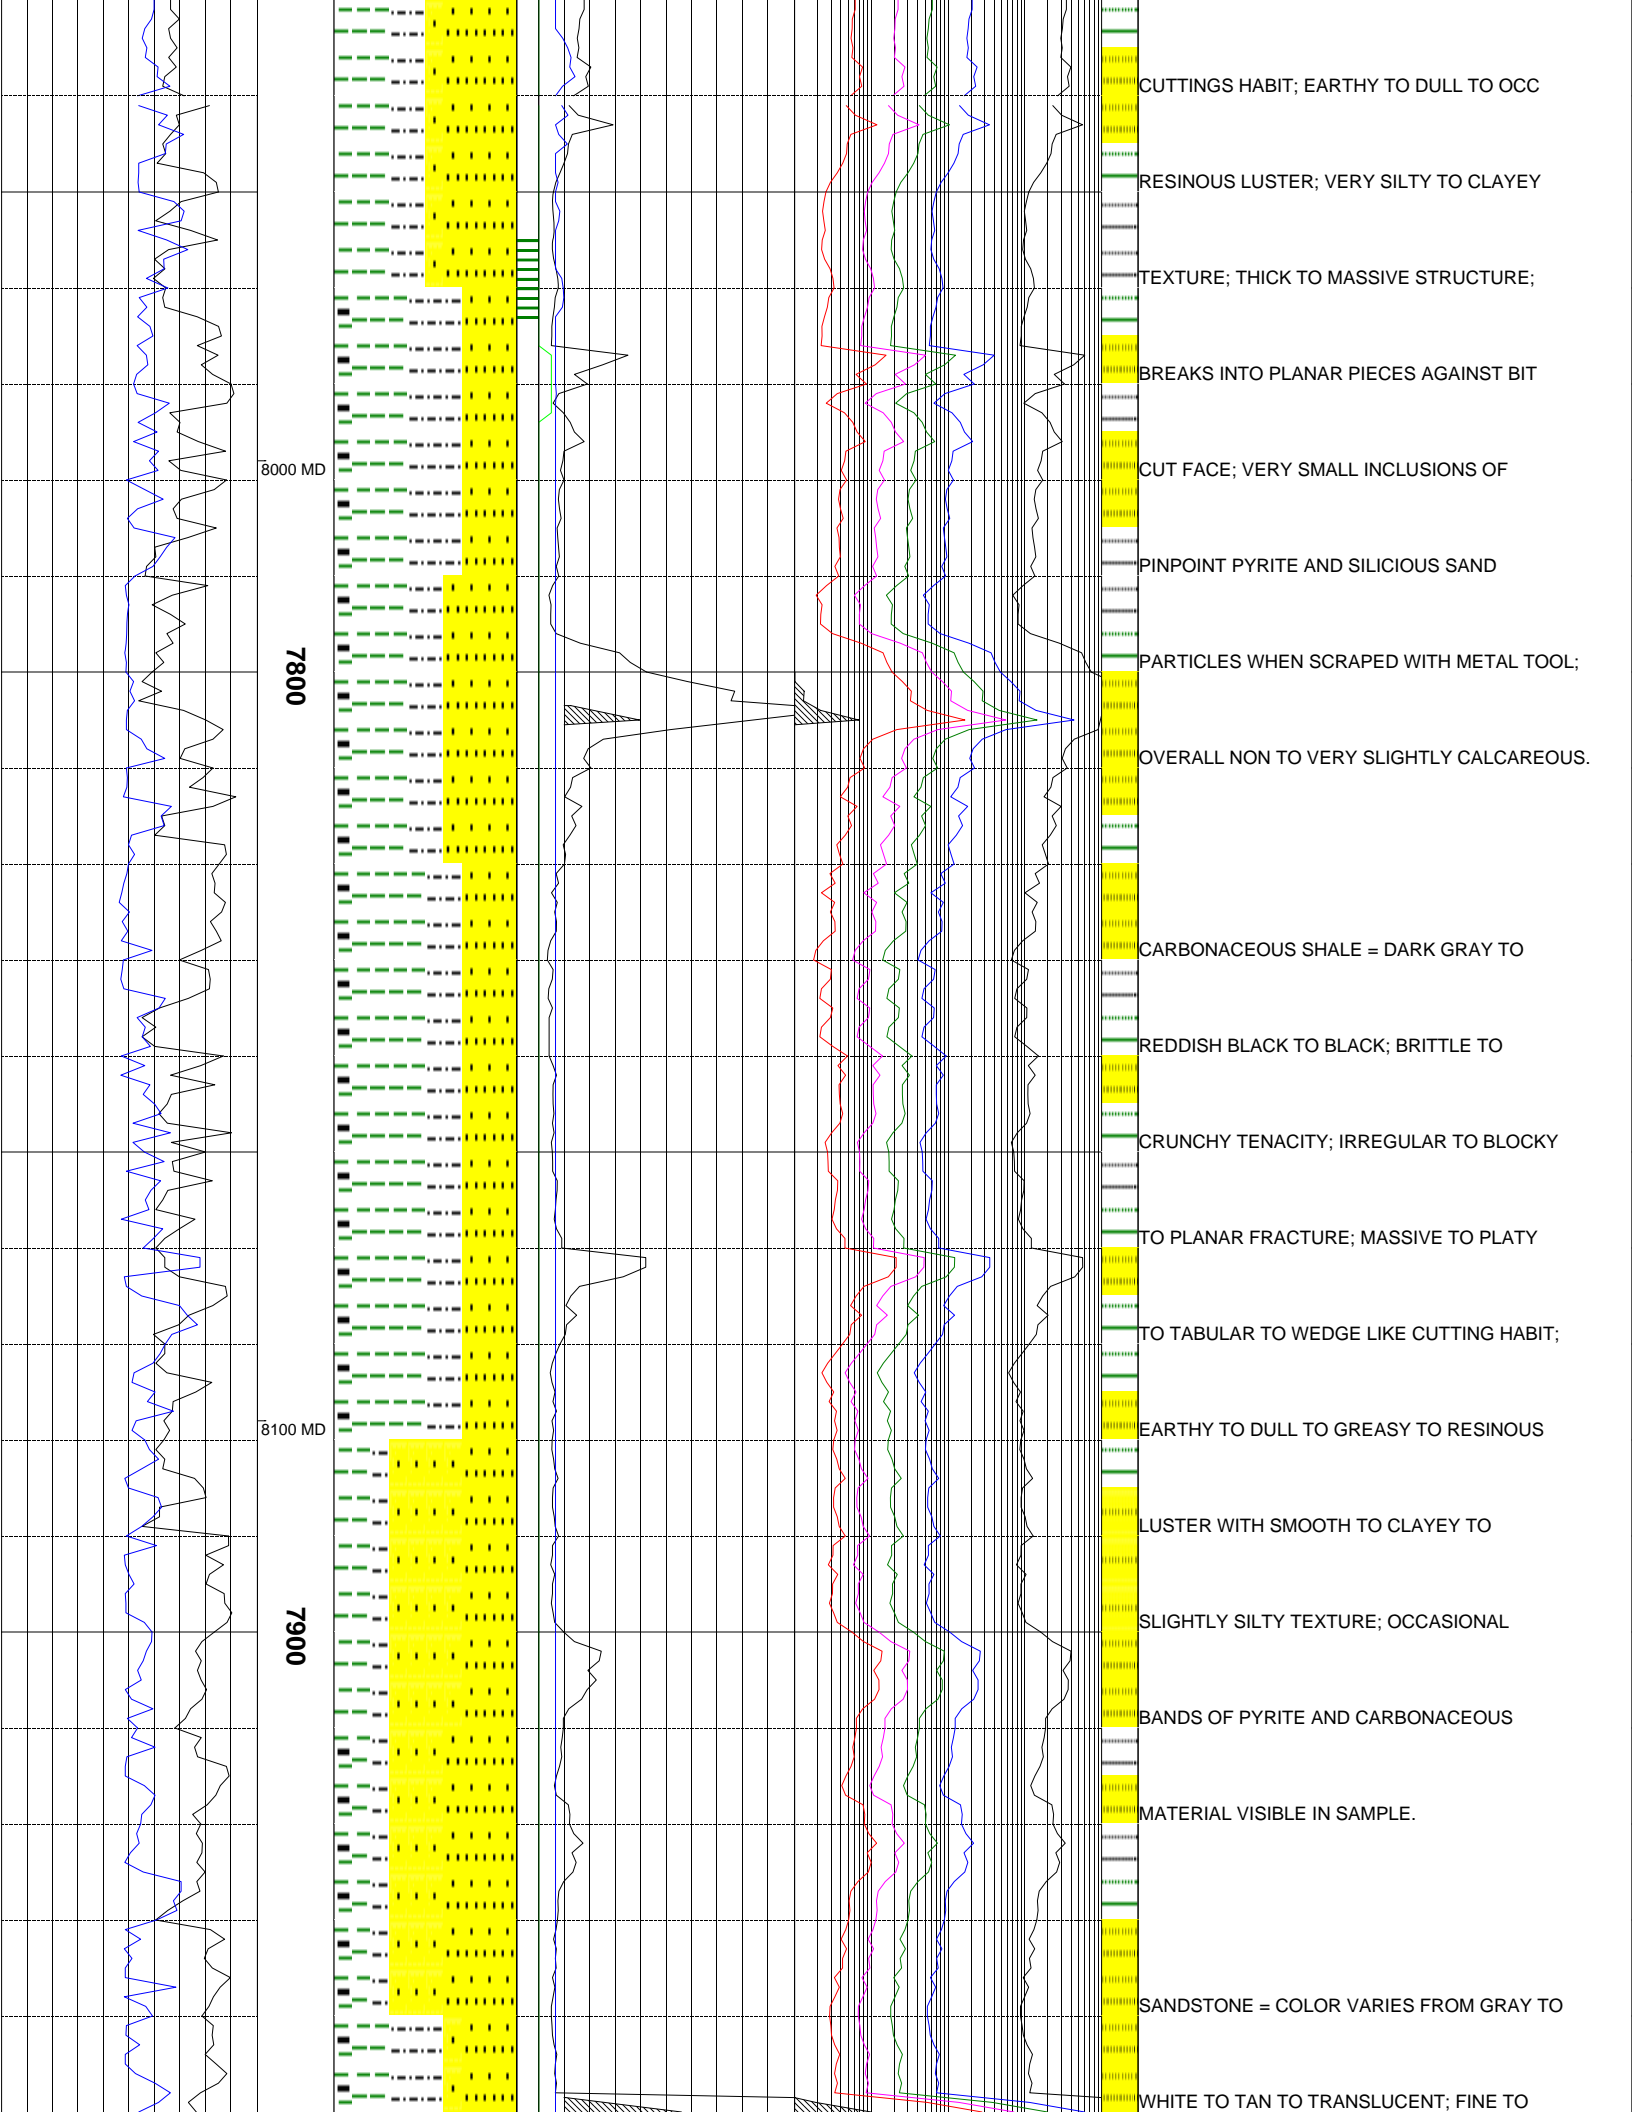 CUTTINGS HABIT; EARTHY TO DULL TO OCC
RESINOUS LUSTER; VERY SILTY TO CLAYEY
TEXTURE; THICK TO MASSIVE STRUCTURE;
BREAKS INTO PLANAR PIECES AGAINST BIT
8000 MD
CUT FACE; VERY SMALL INCLUSIONS OF
PINPOINT PYRITE AND SILICIOUS SAND
7800
PARTICLES WHEN SCRAPED WITH METAL TOOL;
OVERALL NON TO VERY SLIGHTLY CALCAREOUS.
CARBONACEOUS SHALE = DARK GRAY TO
REDDISH BLACK TO BLACK; BRITTLE TO
CRUNCHY TENACITY; IRREGULAR TO BLOCKY
TO PLANAR FRACTURE; MASSIVE TO PLATY
TO TABULAR TO WEDGE LIKE CUTTING HABIT;
8100 MD
EARTHY TO DULL TO GREASY TO RESINOUS
LUSTER WITH SMOOTH TO CLAYEY TO
7900
SLIGHTLY SILTY TEXTURE; OCCASIONAL
BANDS OF PYRITE AND CARBONACEOUS
MATERIAL VISIBLE IN SAMPLE.
SANDSTONE = COLOR VARIES FROM GRAY TO
WHITE TO TAN TO TRANSLUCENT; FINE TO